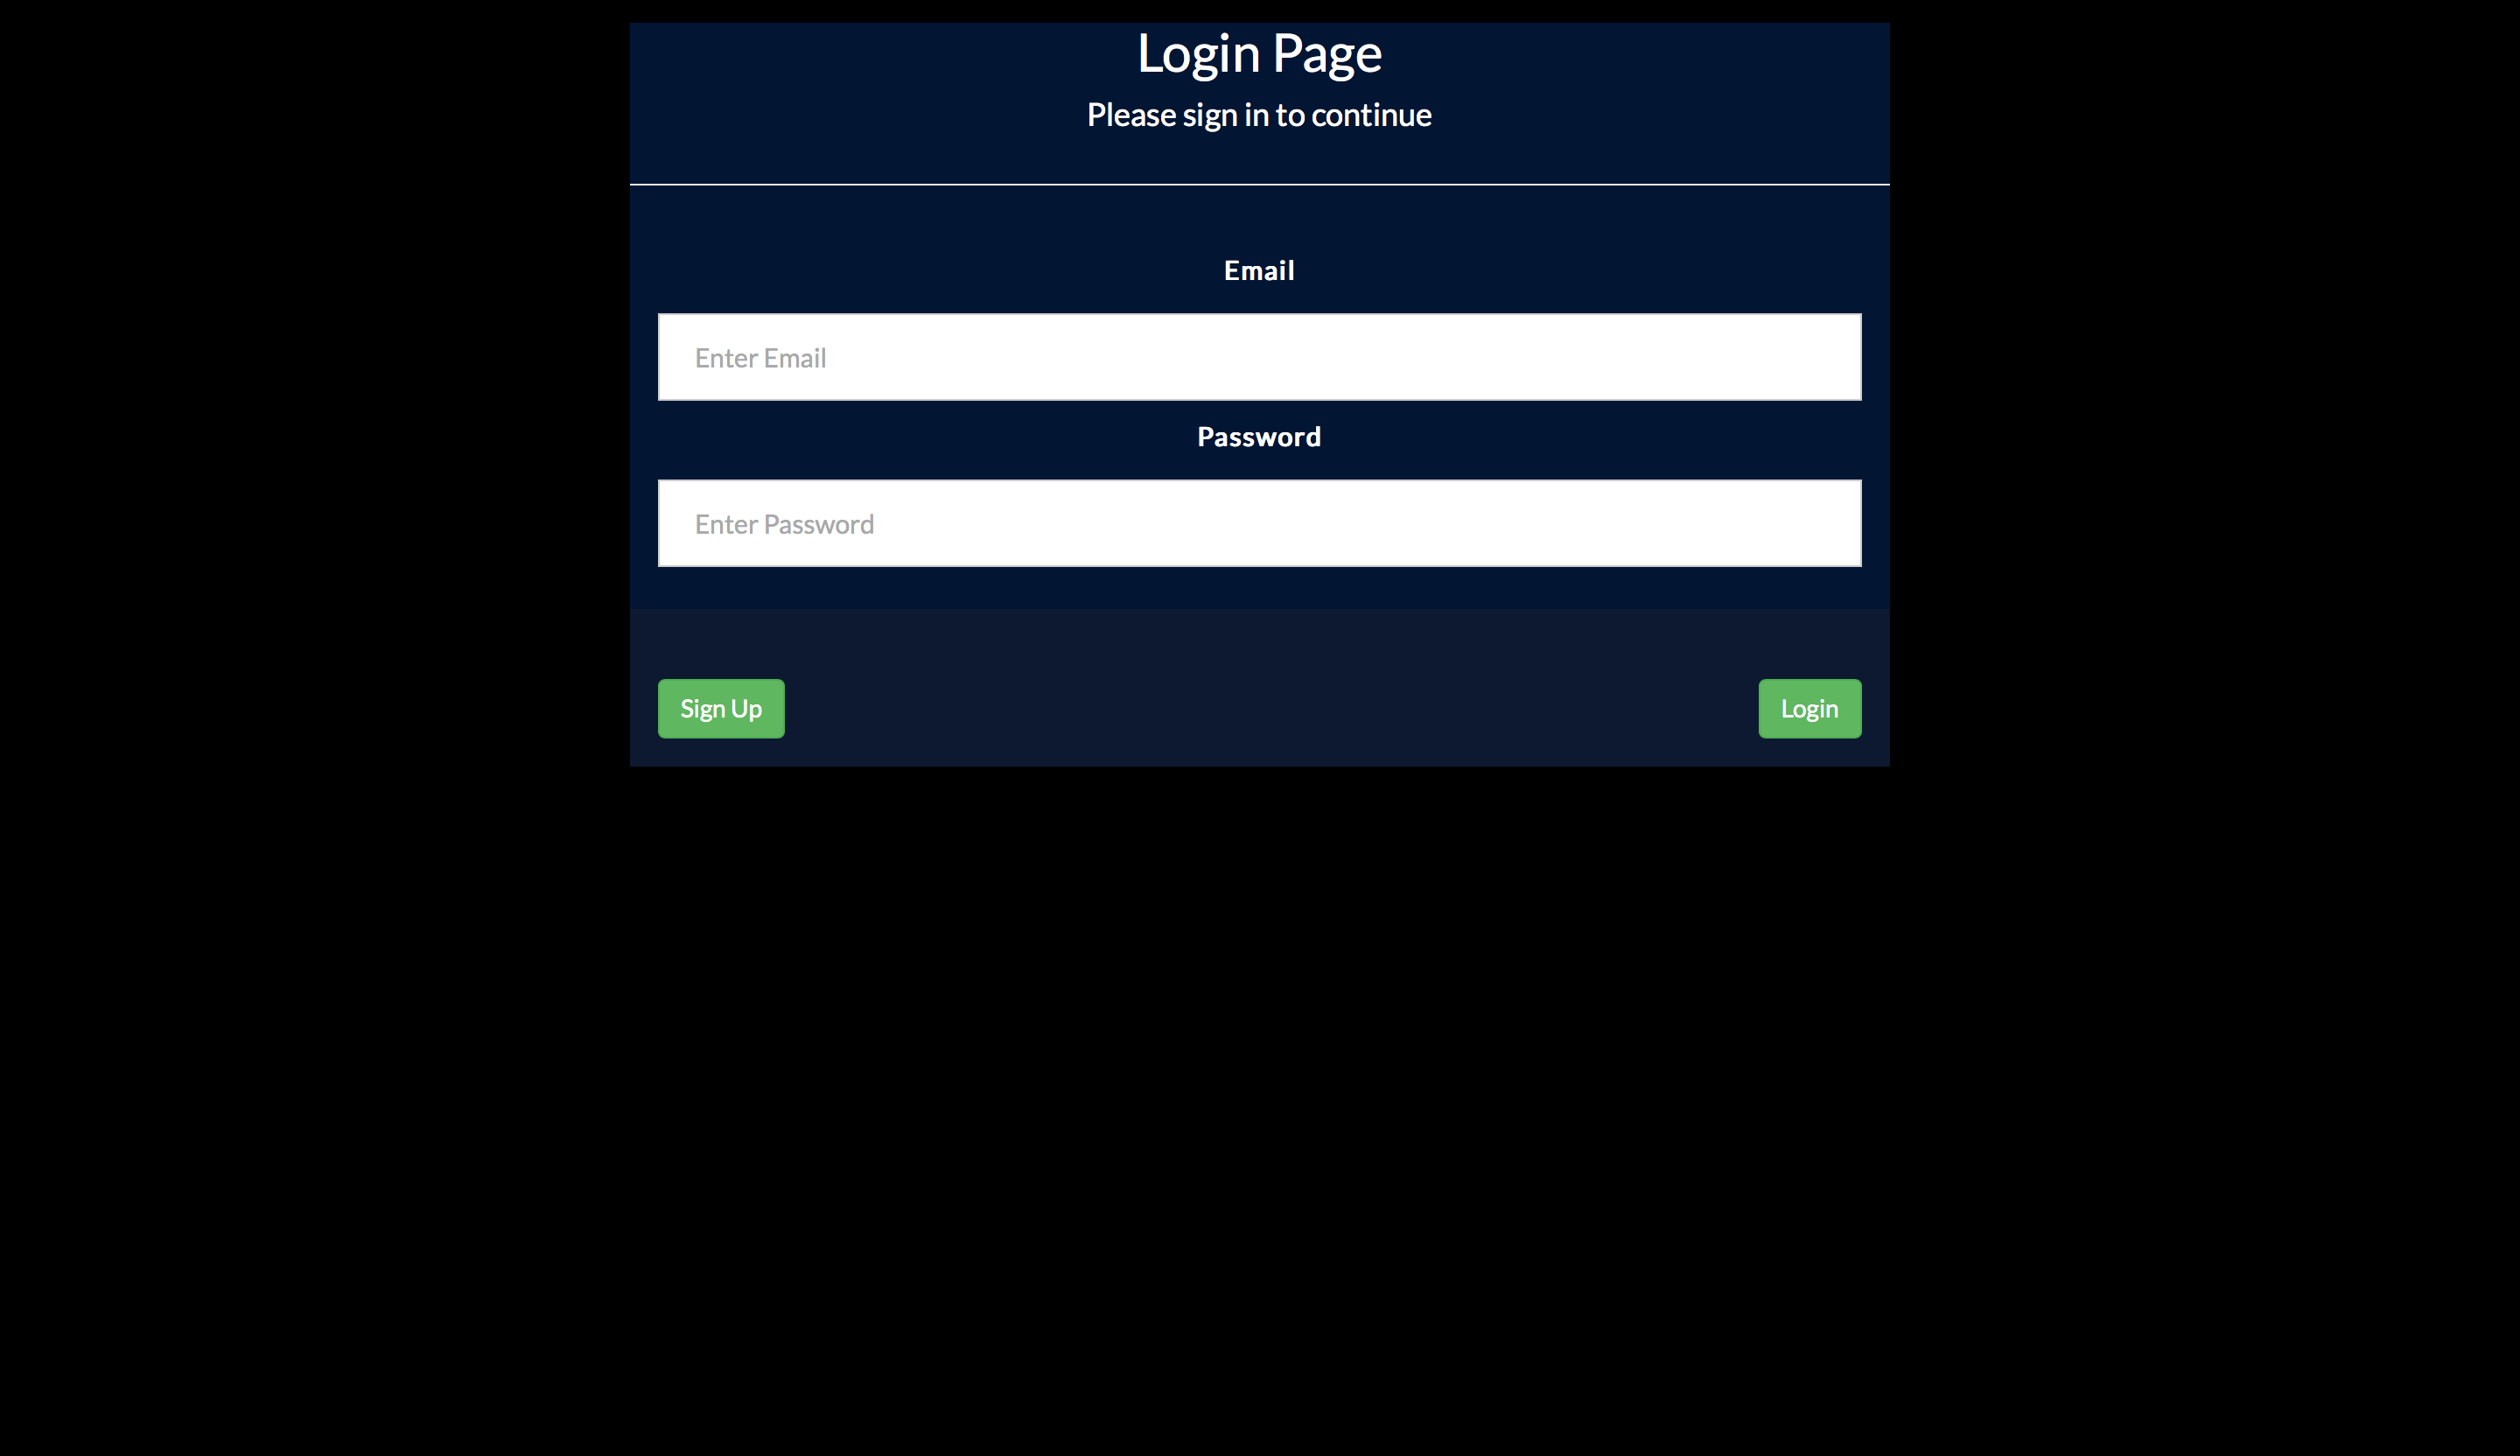 Login Page
Please sign in to continue
Email
Enter Email
Password
Enter Password
Sign Up
Login